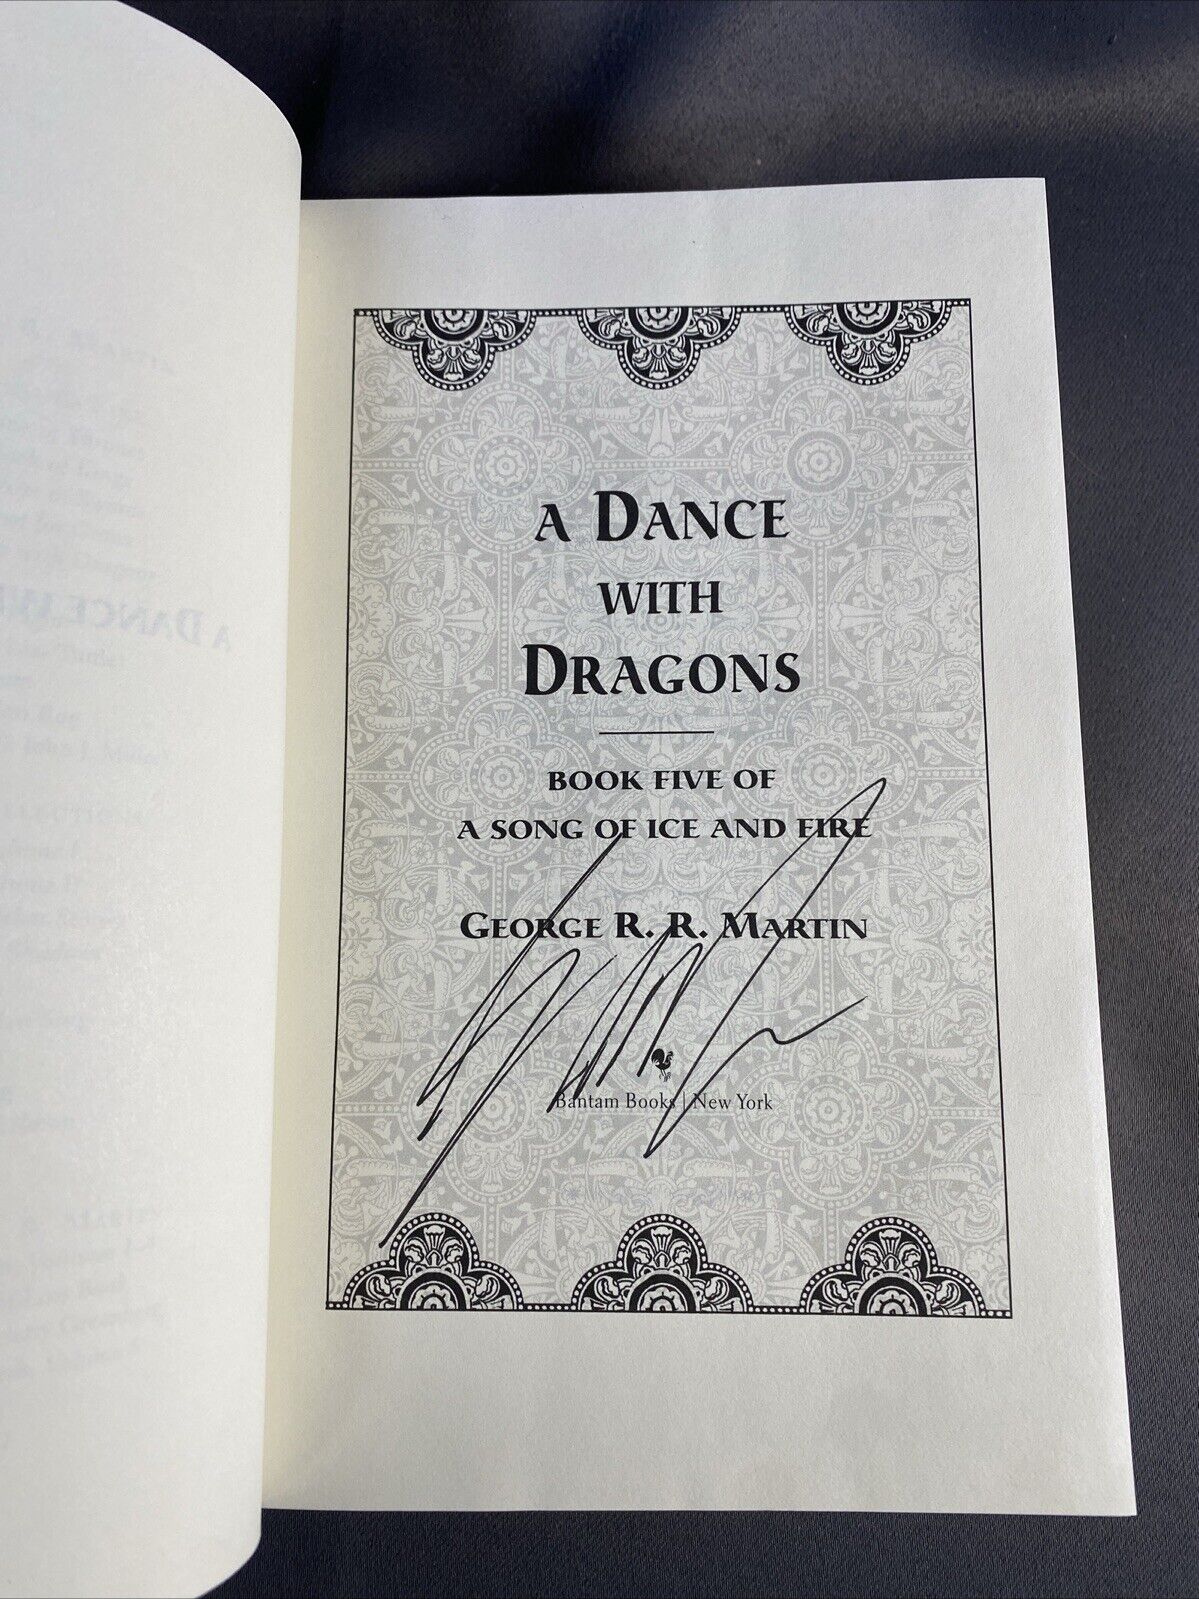 A DANCE
WITH
DRAGONS
BOOK FIVE OF
A SONG OF ICE AND FIRE
GEORGE R. R. MARTIN
Bantam Books | New York